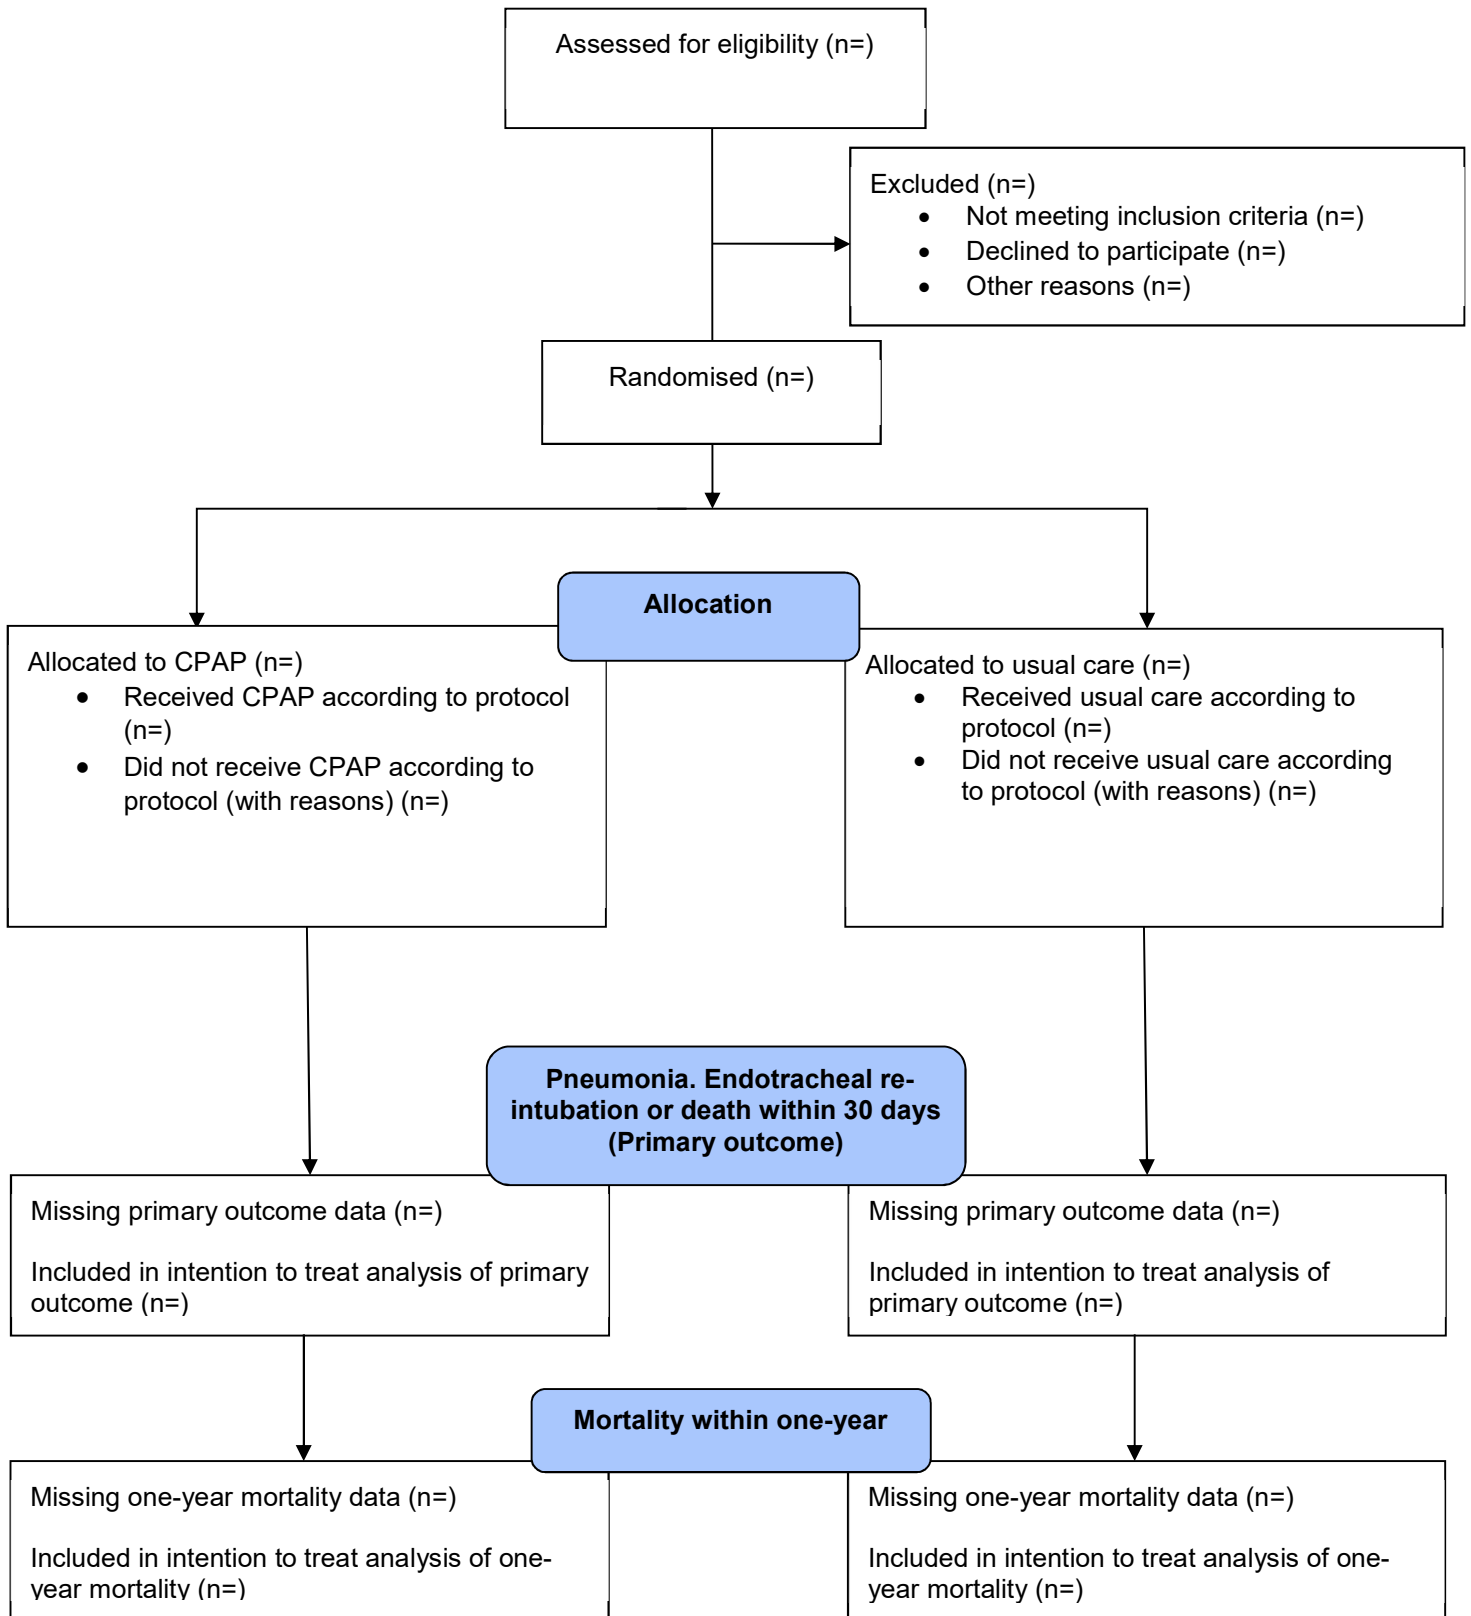 Assessed for eligibility (n=)
Excluded (n=)
• Not meeting inclusion criteria (n=)
• Declined to participate (n=)
• Other reasons (n=)
Randomised (n=)
Allocation
Allocated to CPAP (n=)
• Received CPAP according to protocol
(n=)
• Did not receive CPAP according to
protocol (with reasons) (n=)
Allocated to usual care (n=)
• Received usual care according to
protocol (n=)
• Did not receive usual care according
to protocol (with reasons) (n=)
Pneumonia. Endotracheal re-
intubation or death within 30 days
(Primary outcome)
Missing primary outcome data (n=)
Included in intention to treat analysis of primary
outcome (n=)
Missing primary outcome data (n=)
Included in intention to treat analysis of
primary outcome (n=)
Mortality within one-year
Missing one-year mortality data (n=)
Included in intention to treat analysis of one-
year mortality (n=)
Missing one-year mortality data (n=)
Included in intention to treat analysis of one-
year mortality (n=)